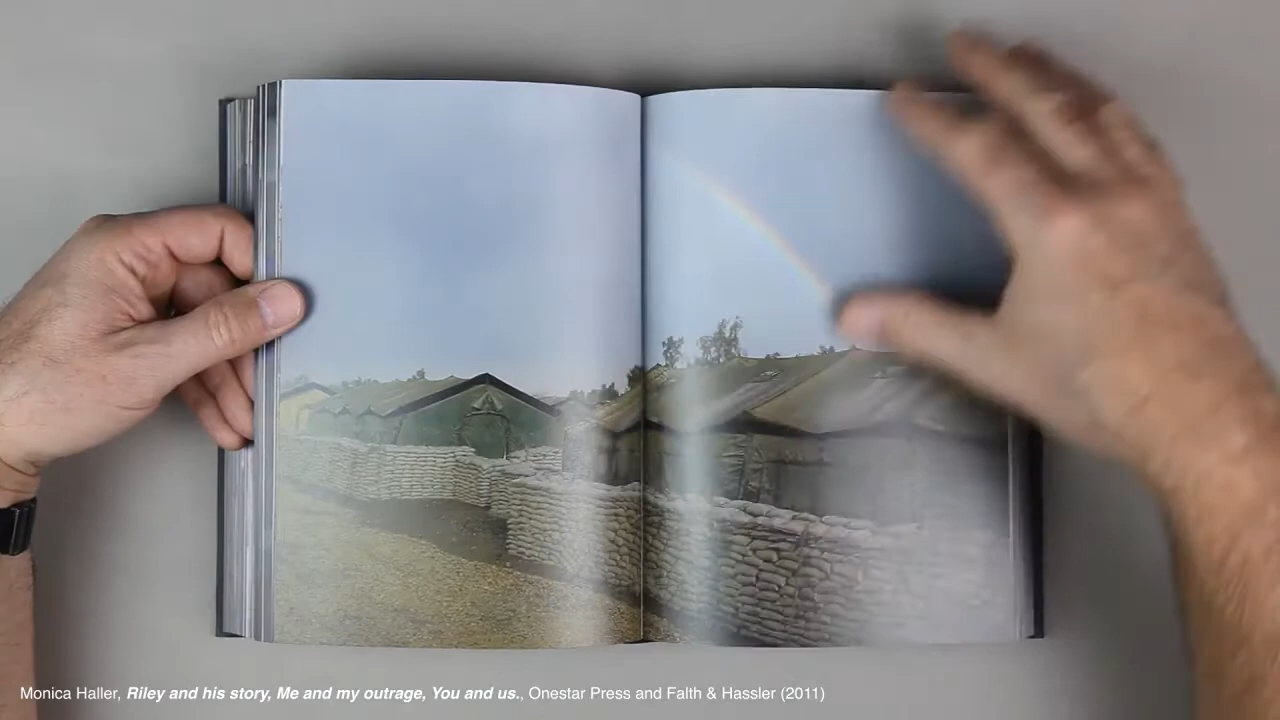 Monica Haller, Riley and his story, Me and my outrage, You and us., Onestar Press and Falth & Hassler (2011)